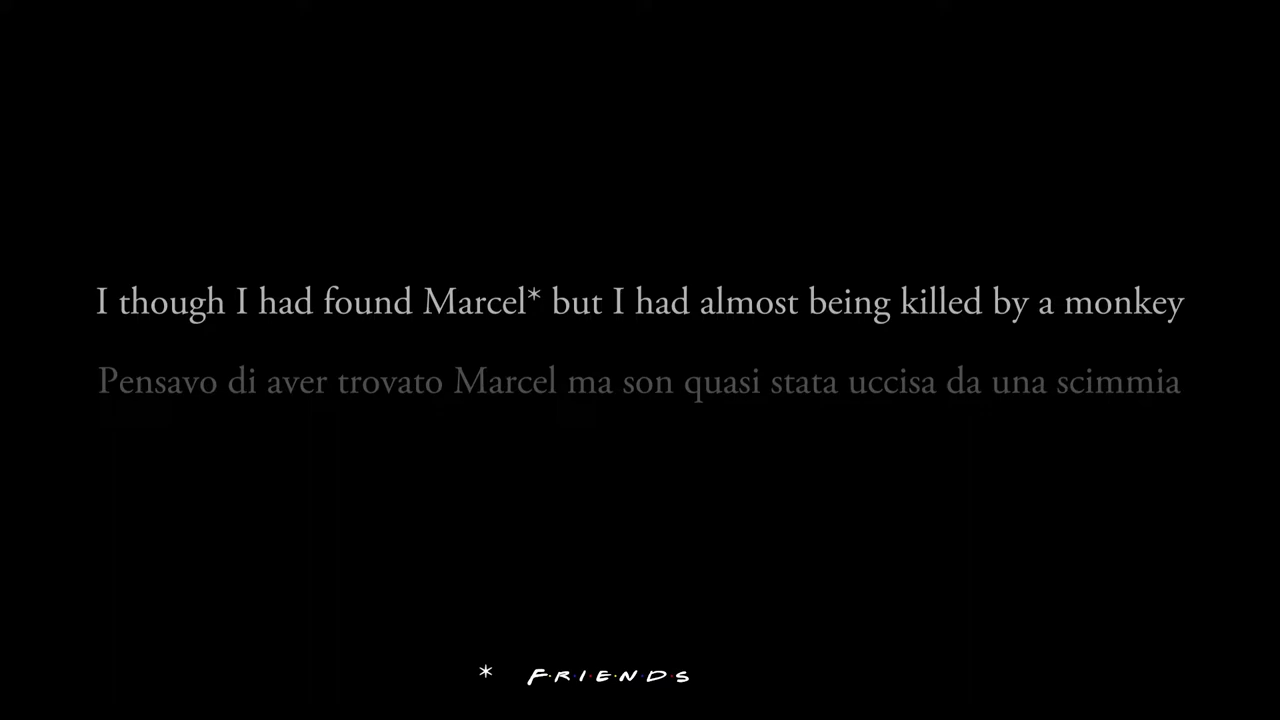 I though I had found Marcel* but I had almost being killed by a monkey
Pensavo di aver trovato Marcel ma son quasi stata uccisa da una scimmia
* F·R·I·E·N·D·S